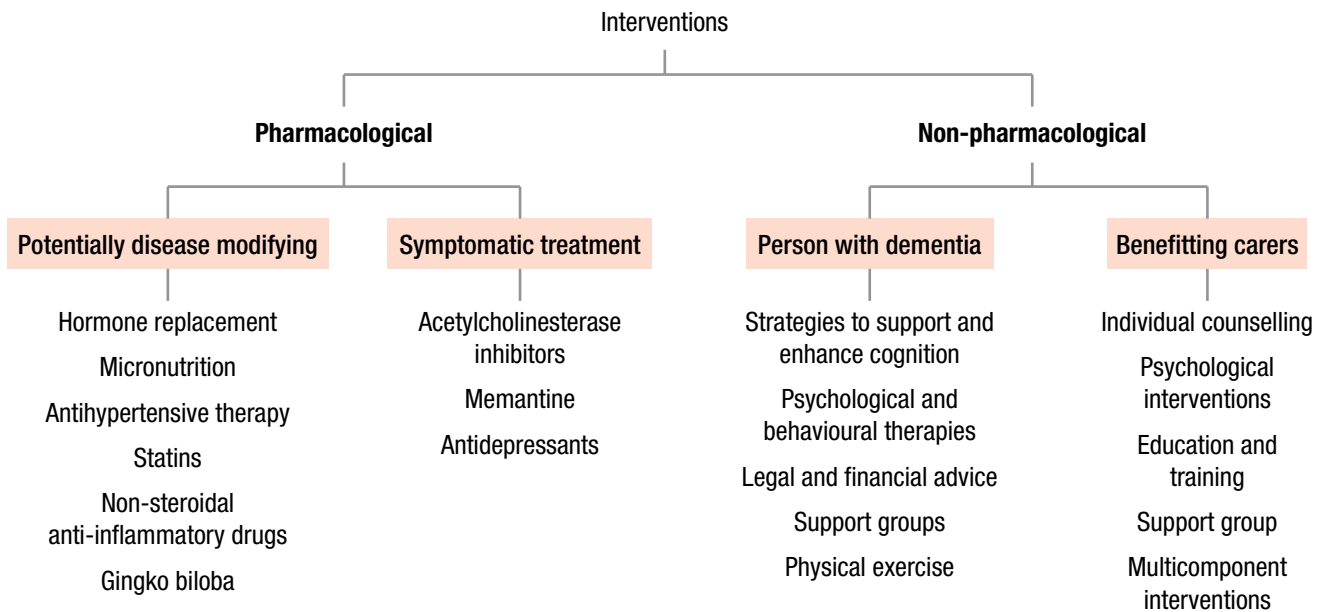 Interventions
Pharmacological
Non-pharmacological
Potentially disease modifying
Hormone replacement
Micronutrition
Antihypertensive therapy
Statins
Non-steroidal
anti-inflammatory drugs
Gingko biloba
Symptomatic treatment
Acetylcholinesterase
inhibitors
Memantine
Antidepressants
Person with dementia
Strategies to support and
enhance cognition
Psychological and
behavioural therapies
Legal and financial advice
Support groups
Physical exercise
Benefitting carers
Individual counselling
Psychological
interventions
Education and
training
Support group
Multicomponent
interventions